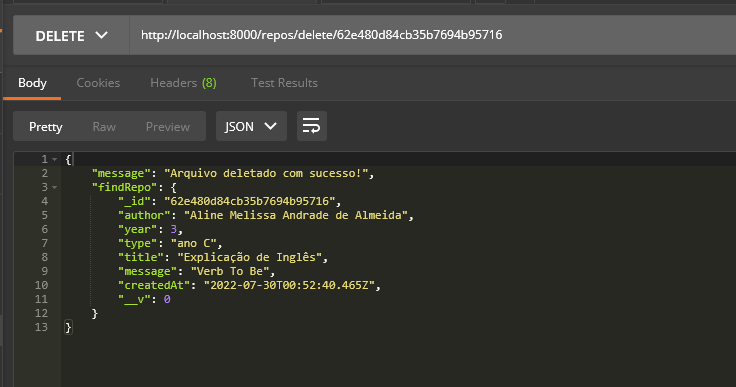 DELETE http://localhost:8000/repos/delete/62e480d84cb35b7694b95716
Body Cookies Headers (8) Test Results
Pretty Raw Preview JSON
1 {
2 "message": "Arquivo deletado com sucesso!",
3 "findRepo": {
4 "_id": "62e480d84cb35b7694b95716",
5 "author": "Aline Melissa Andrade de Almeida",
6 "year": 3,
7 "type": "ano C",
8 "title": "Explicação de Inglês",
9 "message": "Verb To Be",
10 "createdAt": "2022-07-30T00:52:40.465Z",
11 "__v": 0
12 }
13 }